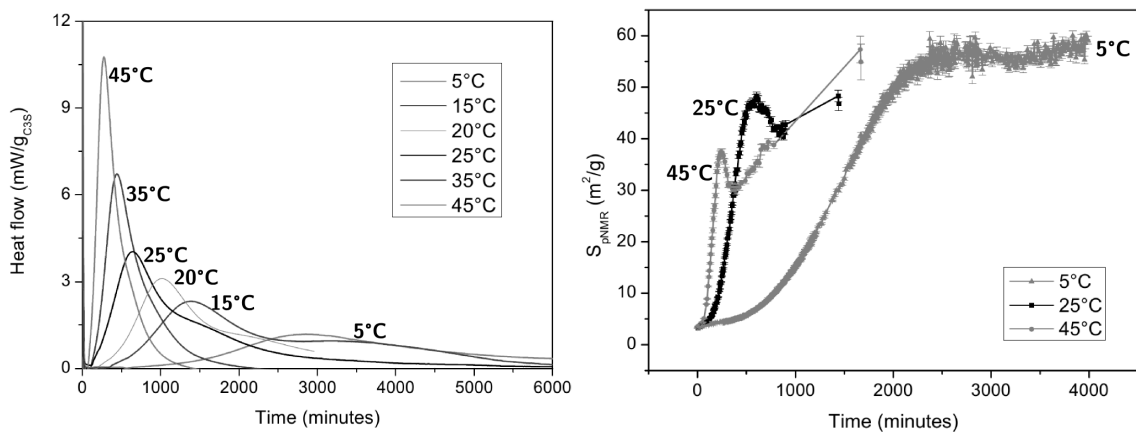 12
9
6
3
0
Heat flow (mW/gC3S)
45°C
35°C
25°C
20°C
15°C
5°C
5°C
15°C
20°C
25°C
35°C
45°C
0 1000 2000 3000 4000 5000 6000
Time (minutes)
60
50
40
30
20
10
0
SpNMR (m²/g)
5°C
25°C
45°C
5°C
25°C
45°C
0 1000 2000 3000 4000
Time (minutes)